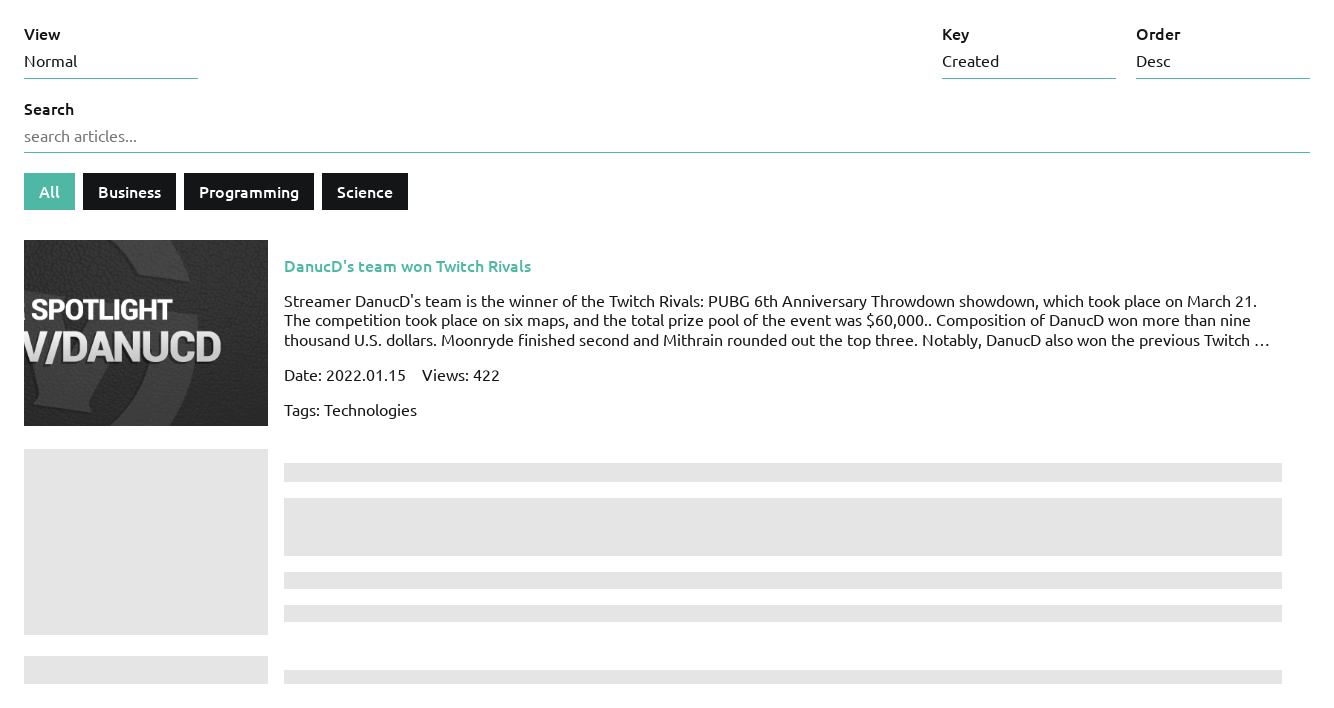 View
Key
Order
Normal
Created
Desc
Search
search articles...
All
Business
Programming
Science
SPOTLIGHT
V/DANUCD
DanucD's team won Twitch Rivals
Streamer DanucD's team is the winner of the Twitch Rivals: PUBG 6th Anniversary Throwdown showdown, which took place on March 21.
The competition took place on six maps, and the total prize pool of the event was $60,000.. Composition of DanucD won more than nine
thousand U.S. dollars. Moonryde finished second and Mithrain rounded out the top three. Notably, DanucD also won the previous Twitch …
Date: 2022.01.15 Views: 422
Tags: Technologies